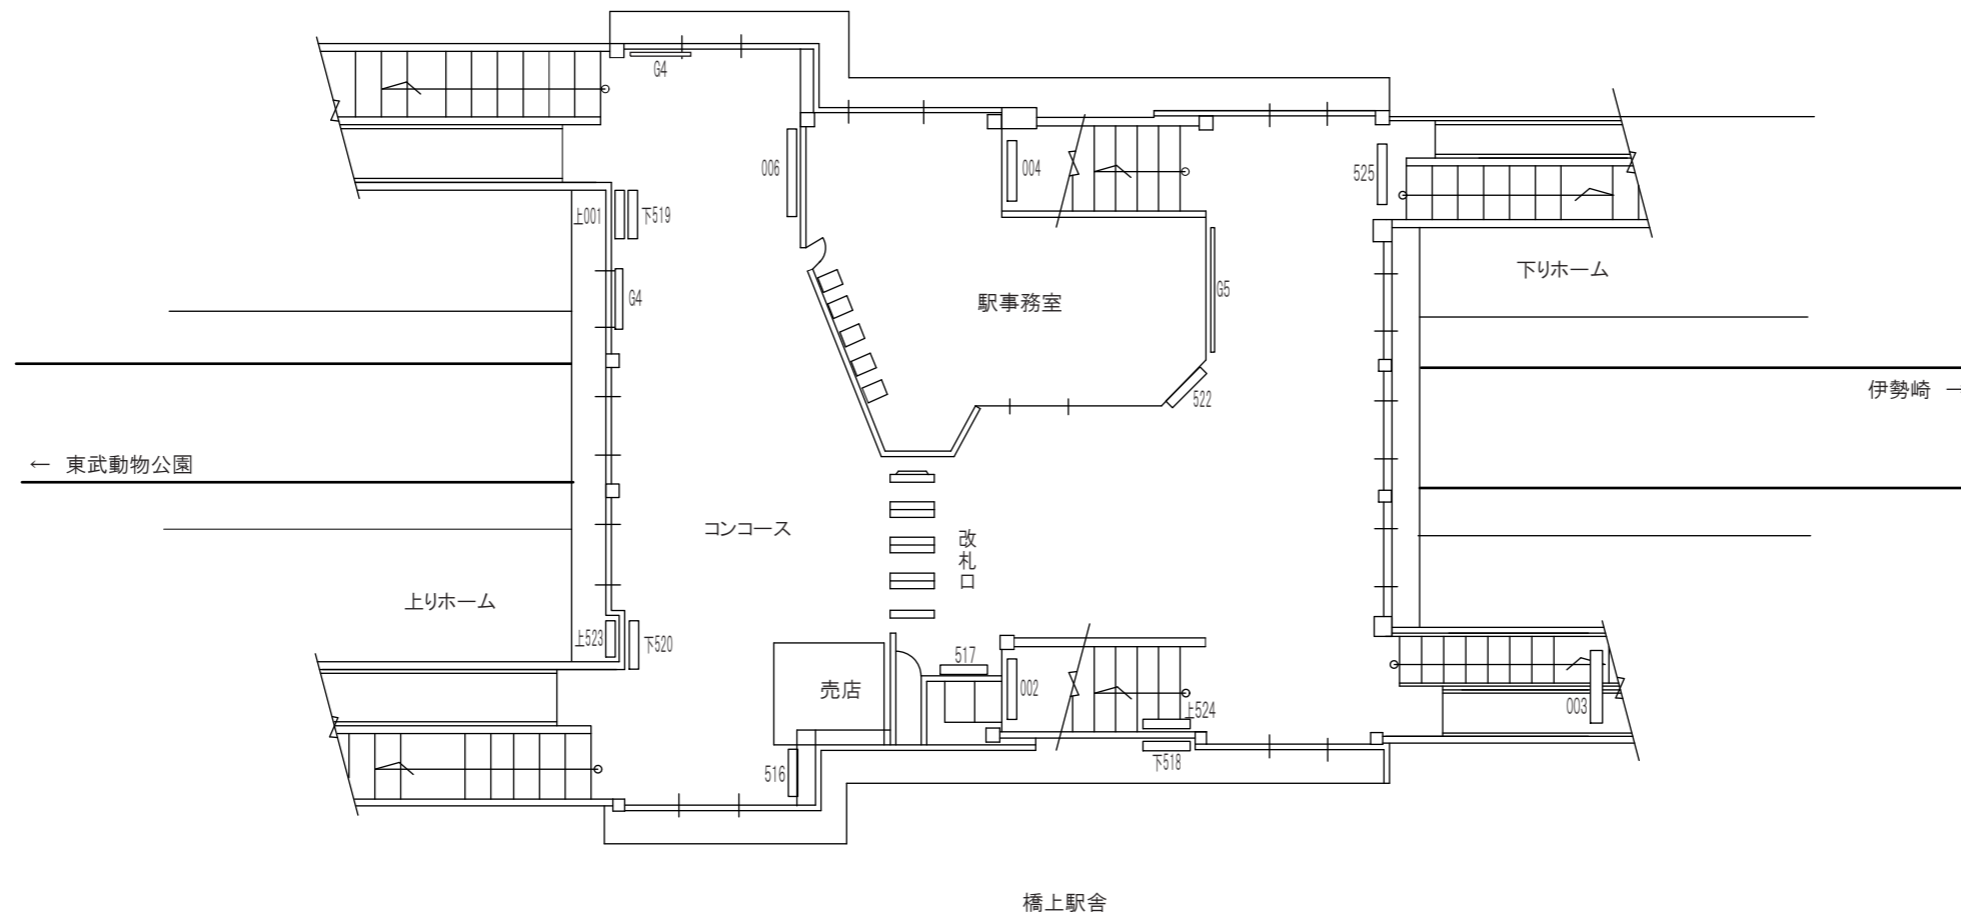 G4
006
004
525
上001
下519
下りホーム
G4
駅事務室
G5
伊勢崎 →
522
← 東武動物公園
コンコース
改札口
上りホーム
上523
下520
517
売店
002
上524
003
516
下518
橋上駅舎